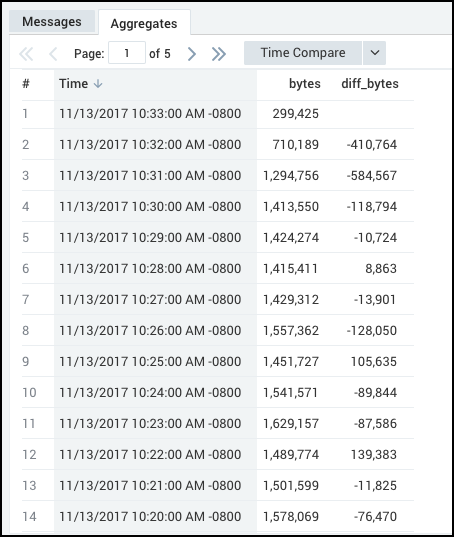 Messages Aggregates
Page: 1 of 5 Time Compare
# Time bytes diff_bytes
1 11/13/2017 10:33:00 AM -0800 299,425
2 11/13/2017 10:32:00 AM -0800 710,189 -410,764
3 11/13/2017 10:31:00 AM -0800 1,294,756 -584,567
4 11/13/2017 10:30:00 AM -0800 1,413,550 -118,794
5 11/13/2017 10:29:00 AM -0800 1,424,274 -10,724
6 11/13/2017 10:28:00 AM -0800 1,415,411 8,863
7 11/13/2017 10:27:00 AM -0800 1,429,312 -13,901
8 11/13/2017 10:26:00 AM -0800 1,557,362 -128,050
9 11/13/2017 10:25:00 AM -0800 1,451,727 105,635
10 11/13/2017 10:24:00 AM -0800 1,541,571 -89,844
11 11/13/2017 10:23:00 AM -0800 1,629,157 -87,586
12 11/13/2017 10:22:00 AM -0800 1,489,774 139,383
13 11/13/2017 10:21:00 AM -0800 1,501,599 -11,825
14 11/13/2017 10:20:00 AM -0800 1,578,069 -76,470